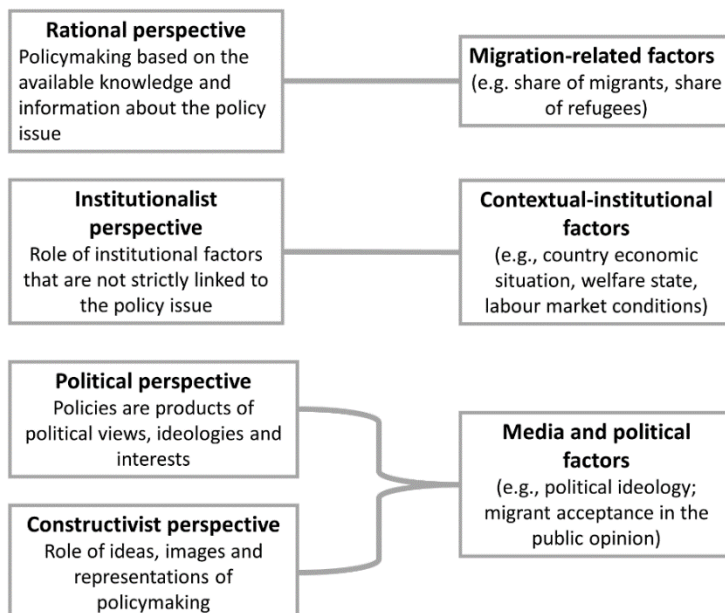 Rational perspective
Policymaking based on the
available knowledge and
information about the policy
issue
Migration-related factors
(e.g. share of migrants, share
of refugees)
Institutionalist
perspective
Role of institutional factors
that are not strictly linked to
the policy issue
Contextual-institutional
factors
(e.g., country economic
situation, welfare state,
labour market conditions)
Political perspective
Policies are products of
political views, ideologies and
interests
Constructivist perspective
Role of ideas, images and
representations of
policymaking
Media and political
factors
(e.g., political ideology;
migrant acceptance in the
public opinion)